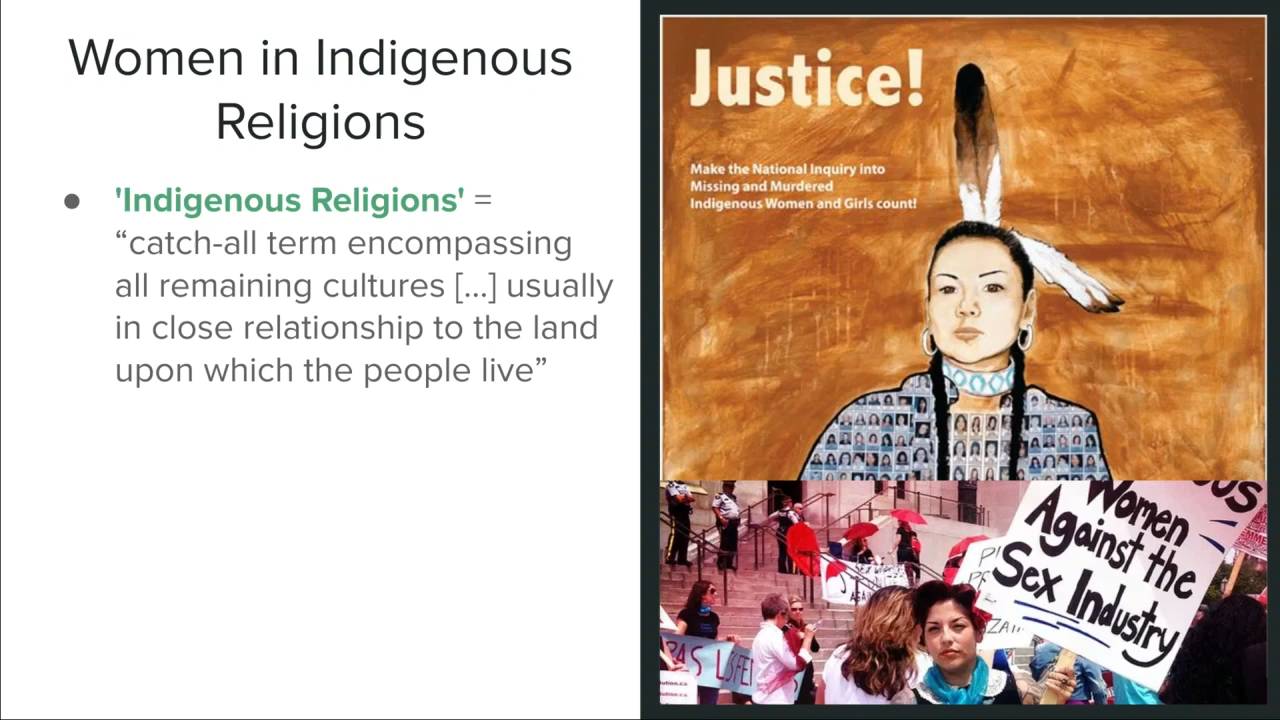 Women in Indigenous
Religions
● 'Indigenous Religions' =
“catch-all term encompassing
all remaining cultures [...] usually
in close relationship to the land
upon which the people live”
Justice!
Make the National Inquiry into
Missing and Murdered
Indigenous Women and Girls count!
Women
Against the
Sex Industry